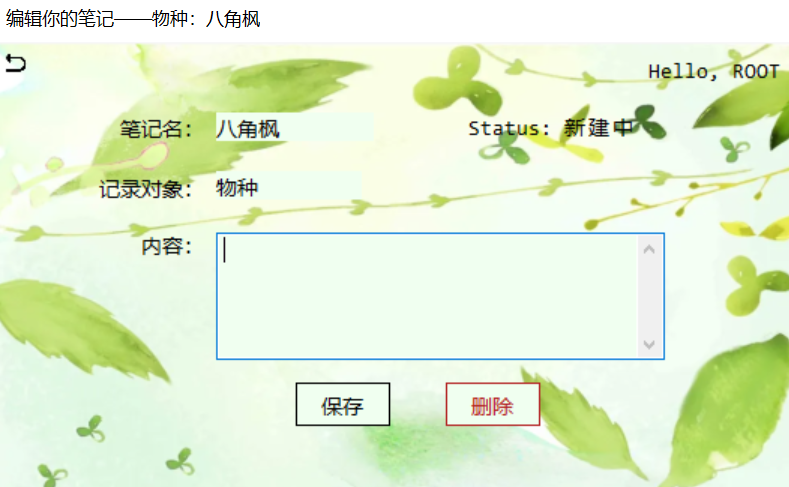 编辑你的笔记——物种：八角枫
Hello, ROOT
笔记名： 八角枫 Status: 新建中
记录对象： 物种
内容：
保存 删除